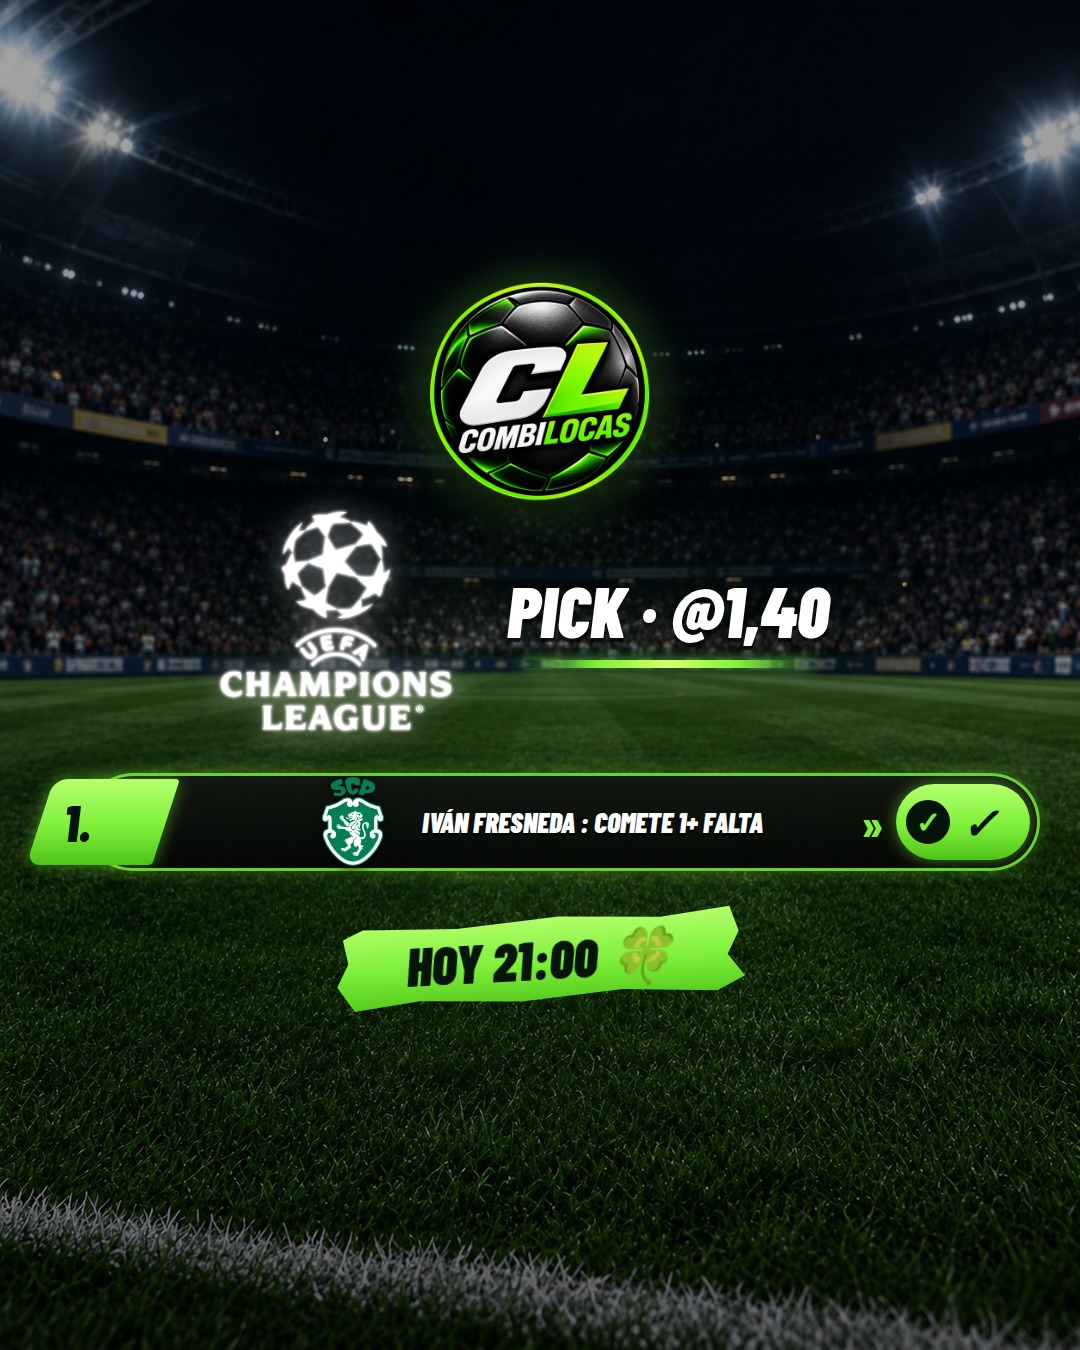 CL
COMBILOCAS
UEFA
CHAMPIONS
LEAGUE®
PICK · @1,40
1.
SCP
IVÁN FRESNEDA : COMETE 1+ FALTA
» ✓ ✓
HOY 21:00 🍀